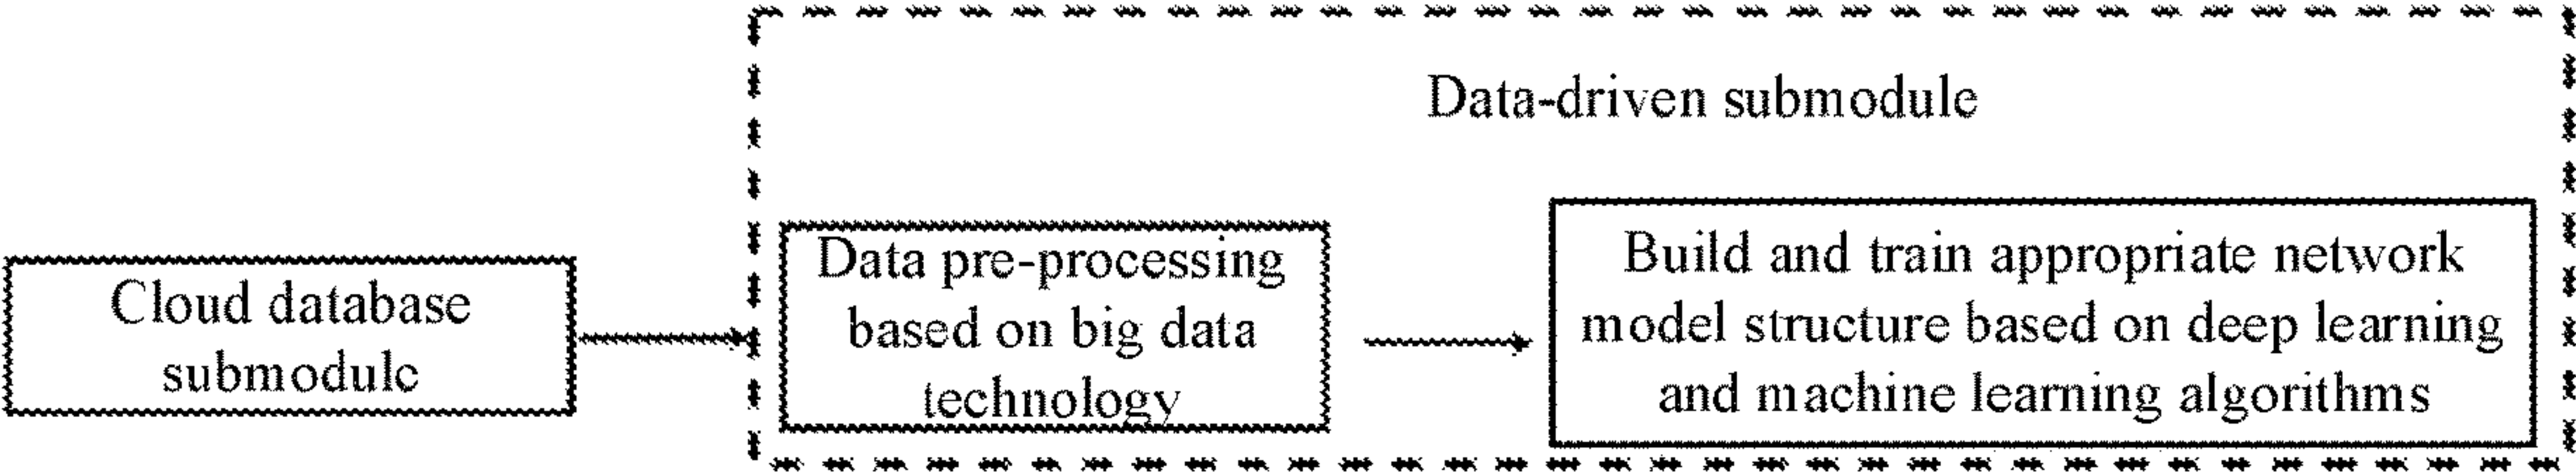 Data-driven submodule
Cloud database
submodule
Data pre-processing
based on big data
technology
Build and train appropriate network
model structure based on deep learning
and machine learning algorithms